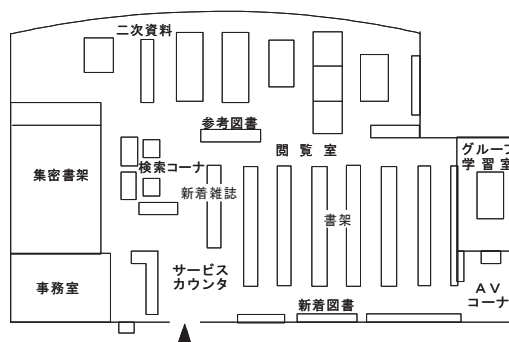 二次資料
参考図書
閲覧室
グループ
学習室
検索コーナ
集密書架
新着雑誌
書架
サービス
カウンタ
事務室
新着図書
AV
コーナ